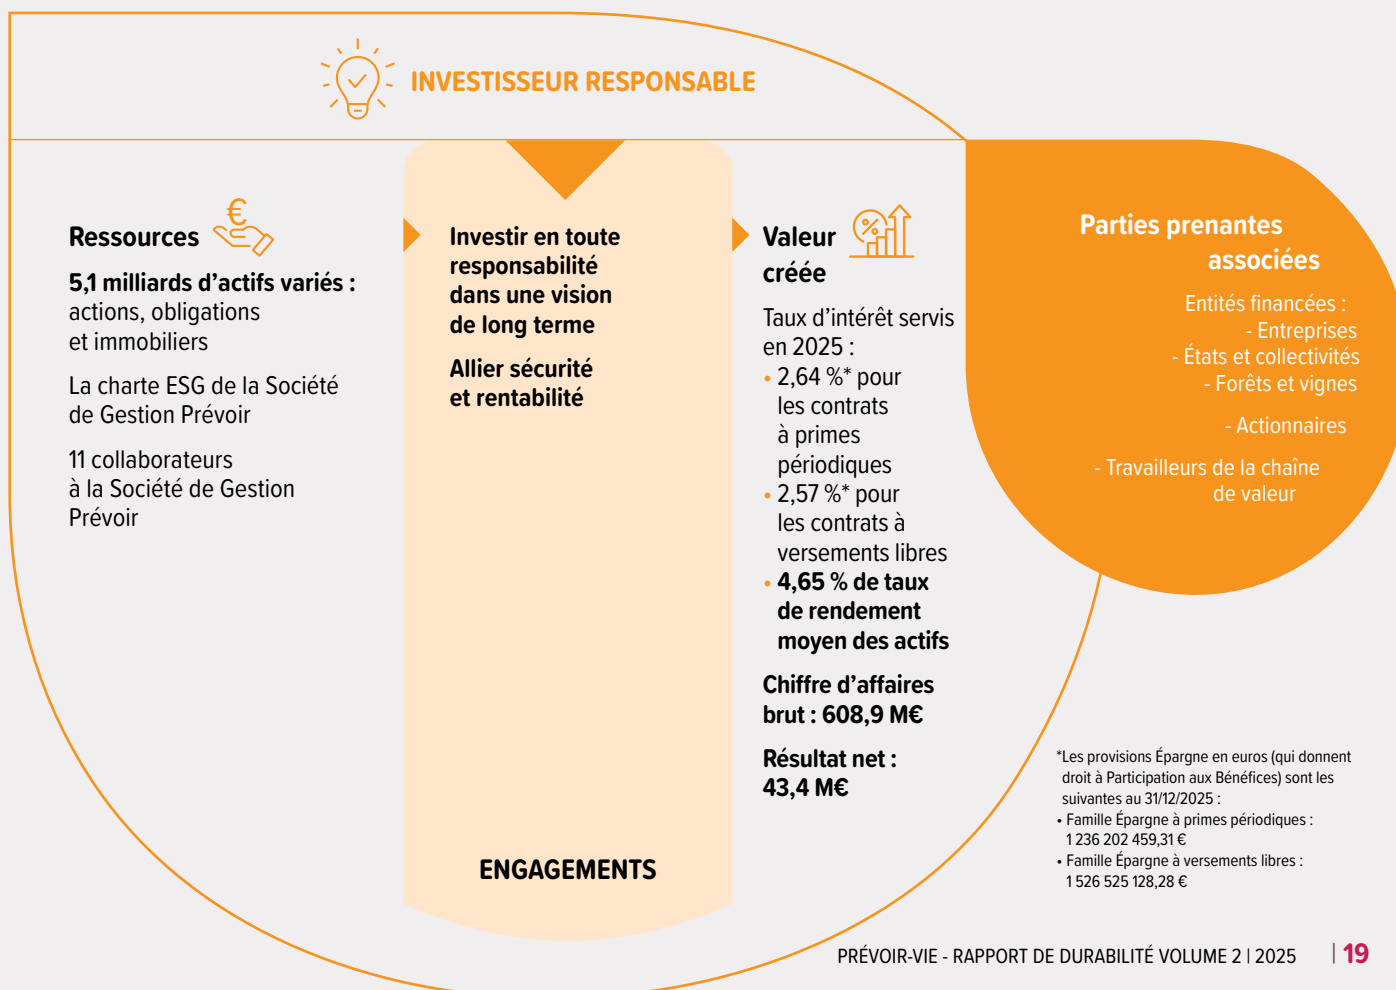 INVESTISSEUR RESPONSABLE
Ressources
5,1 milliards d’actifs variés :
actions, obligations
et immobiliers
La charte ESG de la Société
de Gestion Prévoir
11 collaborateurs
à la Société de Gestion
Prévoir
Investir en toute
responsabilité
dans une vision
de long terme
Allier sécurité
et rentabilité
ENGAGEMENTS
Valeur
créée
Taux d’intérêt servis
en 2025 :
• 2,64 %* pour
les contrats
à primes
périodiques
• 2,57 %* pour
les contrats à
versements libres
• 4,65 % de taux
de rendement
moyen des actifs
Chiffre d’affaires
brut : 608,9 M€
Résultat net :
43,4 M€
Parties prenantes
associées
Entités financées :
- Entreprises
- États et collectivités
- Forêts et vignes
- Actionnaires
- Travailleurs de la chaîne
de valeur
*Les provisions Épargne en euros (qui donnent
droit à Participation aux Bénéfices) sont les
suivantes au 31/12/2025 :
• Famille Épargne à primes périodiques :
1 236 202 459,31 €
• Famille Épargne à versements libres :
1 526 525 128,28 €
PRÉVOIR-VIE - RAPPORT DE DURABILITÉ VOLUME 2 | 2025 | 19